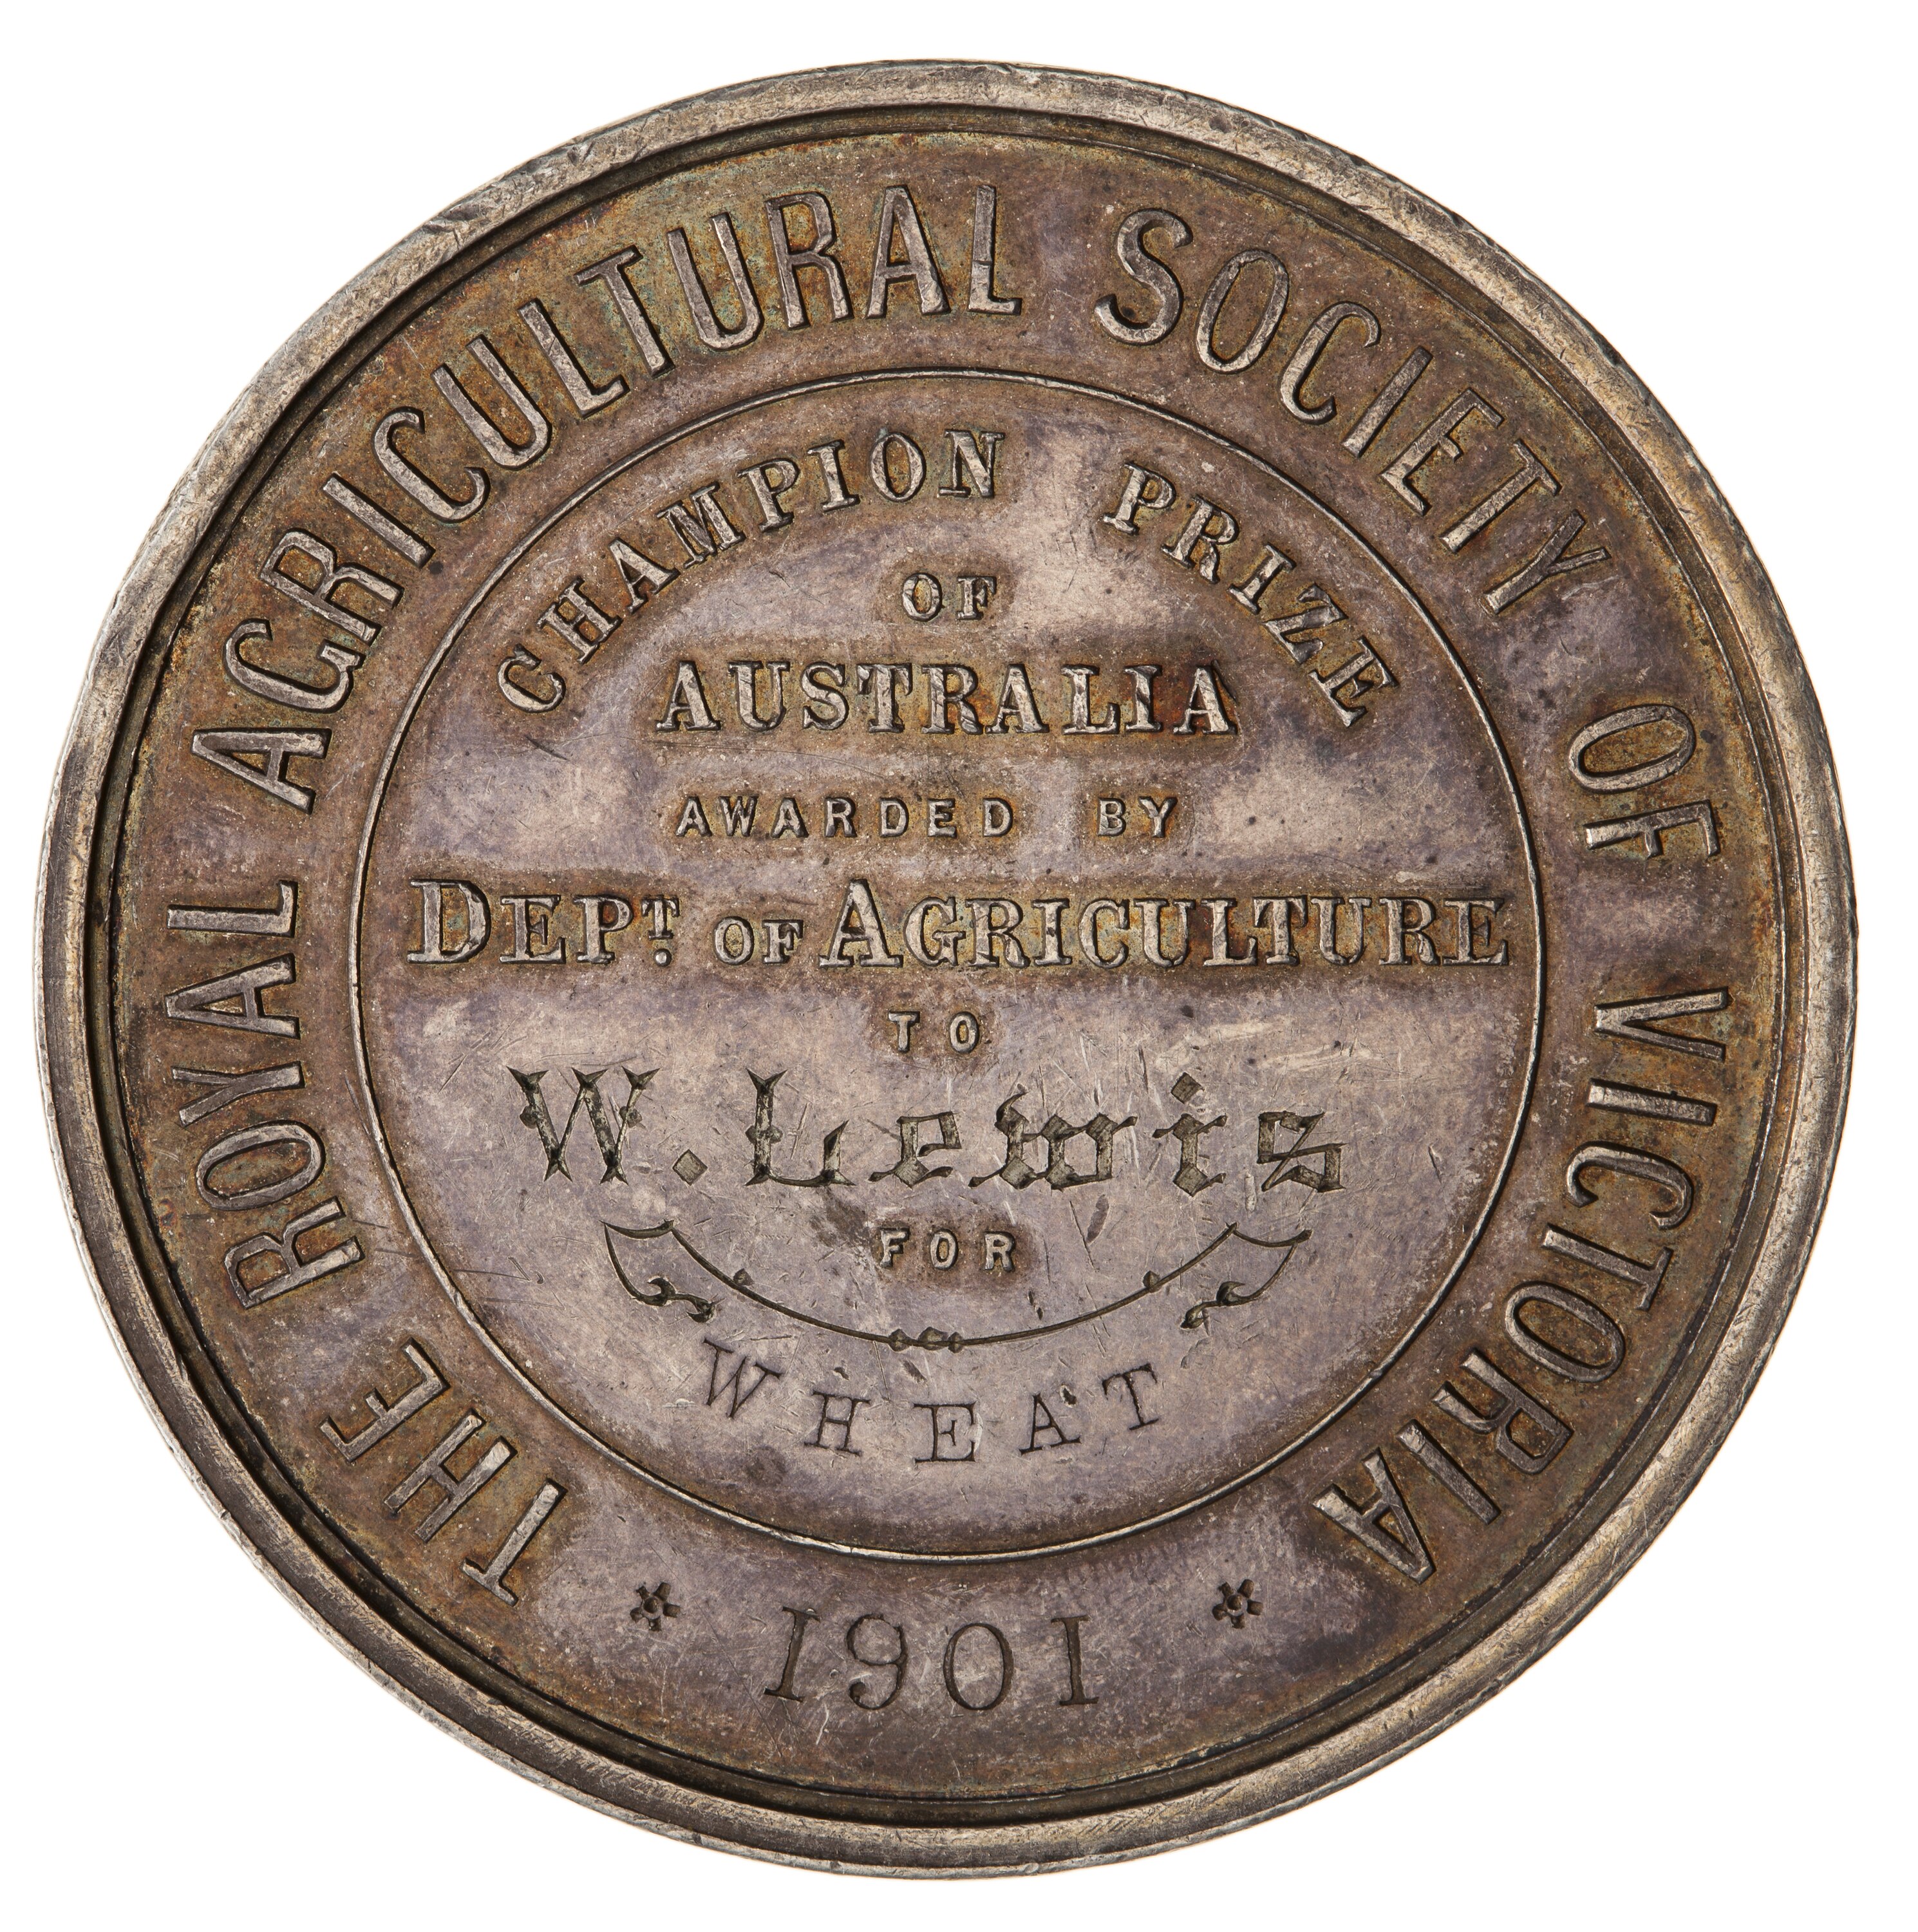 THE ROYAL AGRICULTURAL SOCIETY OF VICTORIA
CHAMPION PRIZE
OF
AUSTRALIA
AWARDED BY
DEPT. OF AGRICULTURE
TO
W. Lewis
FOR
WHEAT
* 1901 *